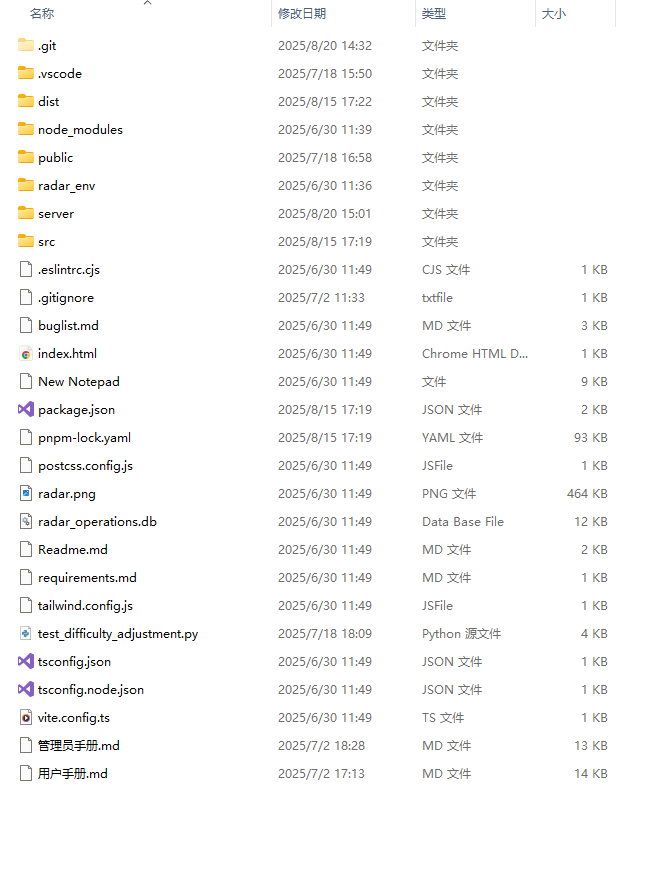 名称 修改日期 类型 大小
.git 2025/8/20 14:32 文件夹
.vscode 2025/7/18 15:50 文件夹
dist 2025/8/15 17:22 文件夹
node_modules 2025/6/30 11:39 文件夹
public 2025/7/18 16:58 文件夹
radar_env 2025/6/30 11:36 文件夹
server 2025/8/20 15:01 文件夹
src 2025/8/15 17:19 文件夹
.eslintrc.cjs 2025/6/30 11:49 CJS 文件 1 KB
.gitignore 2025/7/2 11:33 txtfile 1 KB
buglist.md 2025/6/30 11:49 MD 文件 3 KB
index.html 2025/6/30 11:49 Chrome HTML D... 1 KB
New Notepad 2025/6/30 11:49 文件 9 KB
package.json 2025/8/15 17:19 JSON 文件 2 KB
pnpm-lock.yaml 2025/8/15 17:19 YAML 文件 93 KB
postcss.config.js 2025/6/30 11:49 JSFile 1 KB
radar.png 2025/6/30 11:49 PNG 文件 464 KB
radar_operations.db 2025/6/30 11:49 Data Base File 12 KB
Readme.md 2025/6/30 11:49 MD 文件 2 KB
requirements.md 2025/6/30 11:49 MD 文件 1 KB
tailwind.config.js 2025/6/30 11:49 JSFile 1 KB
test_difficulty_adjustment.py 2025/7/18 18:09 Python 源文件 4 KB
tsconfig.json 2025/6/30 11:49 JSON 文件 1 KB
tsconfig.node.json 2025/6/30 11:49 JSON 文件 1 KB
vite.config.ts 2025/6/30 11:49 TS 文件 1 KB
管理员手册.md 2025/7/2 18:28 MD 文件 13 KB
用户手册.md 2025/7/2 17:13 MD 文件 14 KB